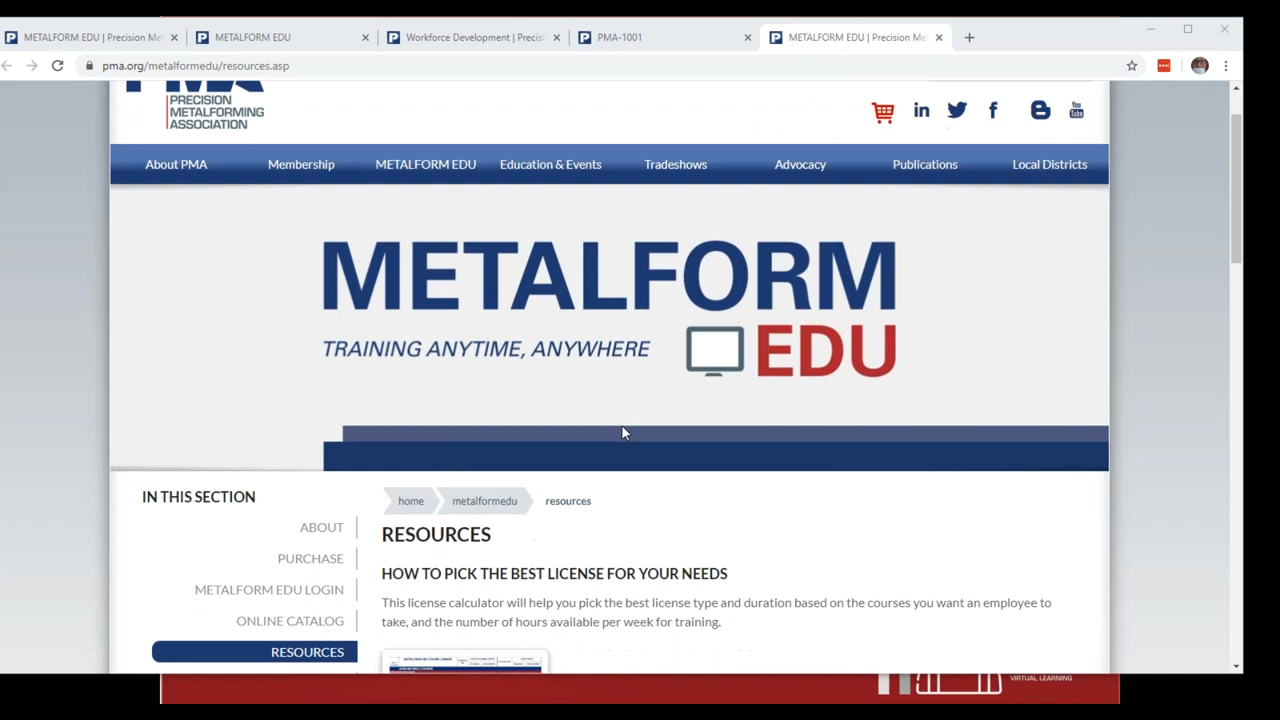 METALFORM EDU | Precision Me
METALFORM EDU
Workforce Development | Precis
PMA-1001
METALFORM EDU | Precision Me
pma.org/metalformedu/resources.asp
PMA
PRECISION
METALFORMING
ASSOCIATION
in
f
You
Tube
About PMA
Membership
METALFORM EDU
Education & Events
Tradeshows
Advocacy
Publications
Local Districts
METALFORM
TRAINING ANYTIME, ANYWHERE
EDU
IN THIS SECTION
ABOUT
PURCHASE
METALFORM EDU LOGIN
ONLINE CATALOG
RESOURCES
home
metalformedu
resources
RESOURCES
HOW TO PICK THE BEST LICENSE FOR YOUR NEEDS
This license calculator will help you pick the best license type and duration based on the courses you want an employee to
take, and the number of hours available per week for training.
VIRTUAL LEARNING